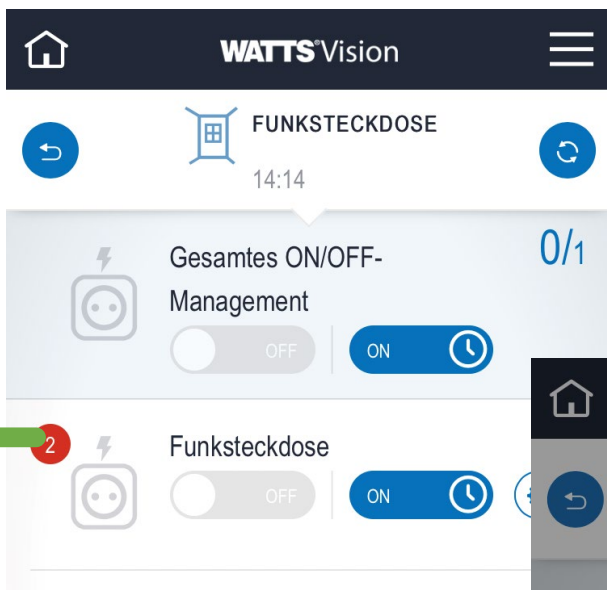 WATTS®Vision
FUNKSTECKDOSE
14:14
Gesamtes ON/OFF-
Management
0/1
OFF
ON
2
Funksteckdose
OFF
ON